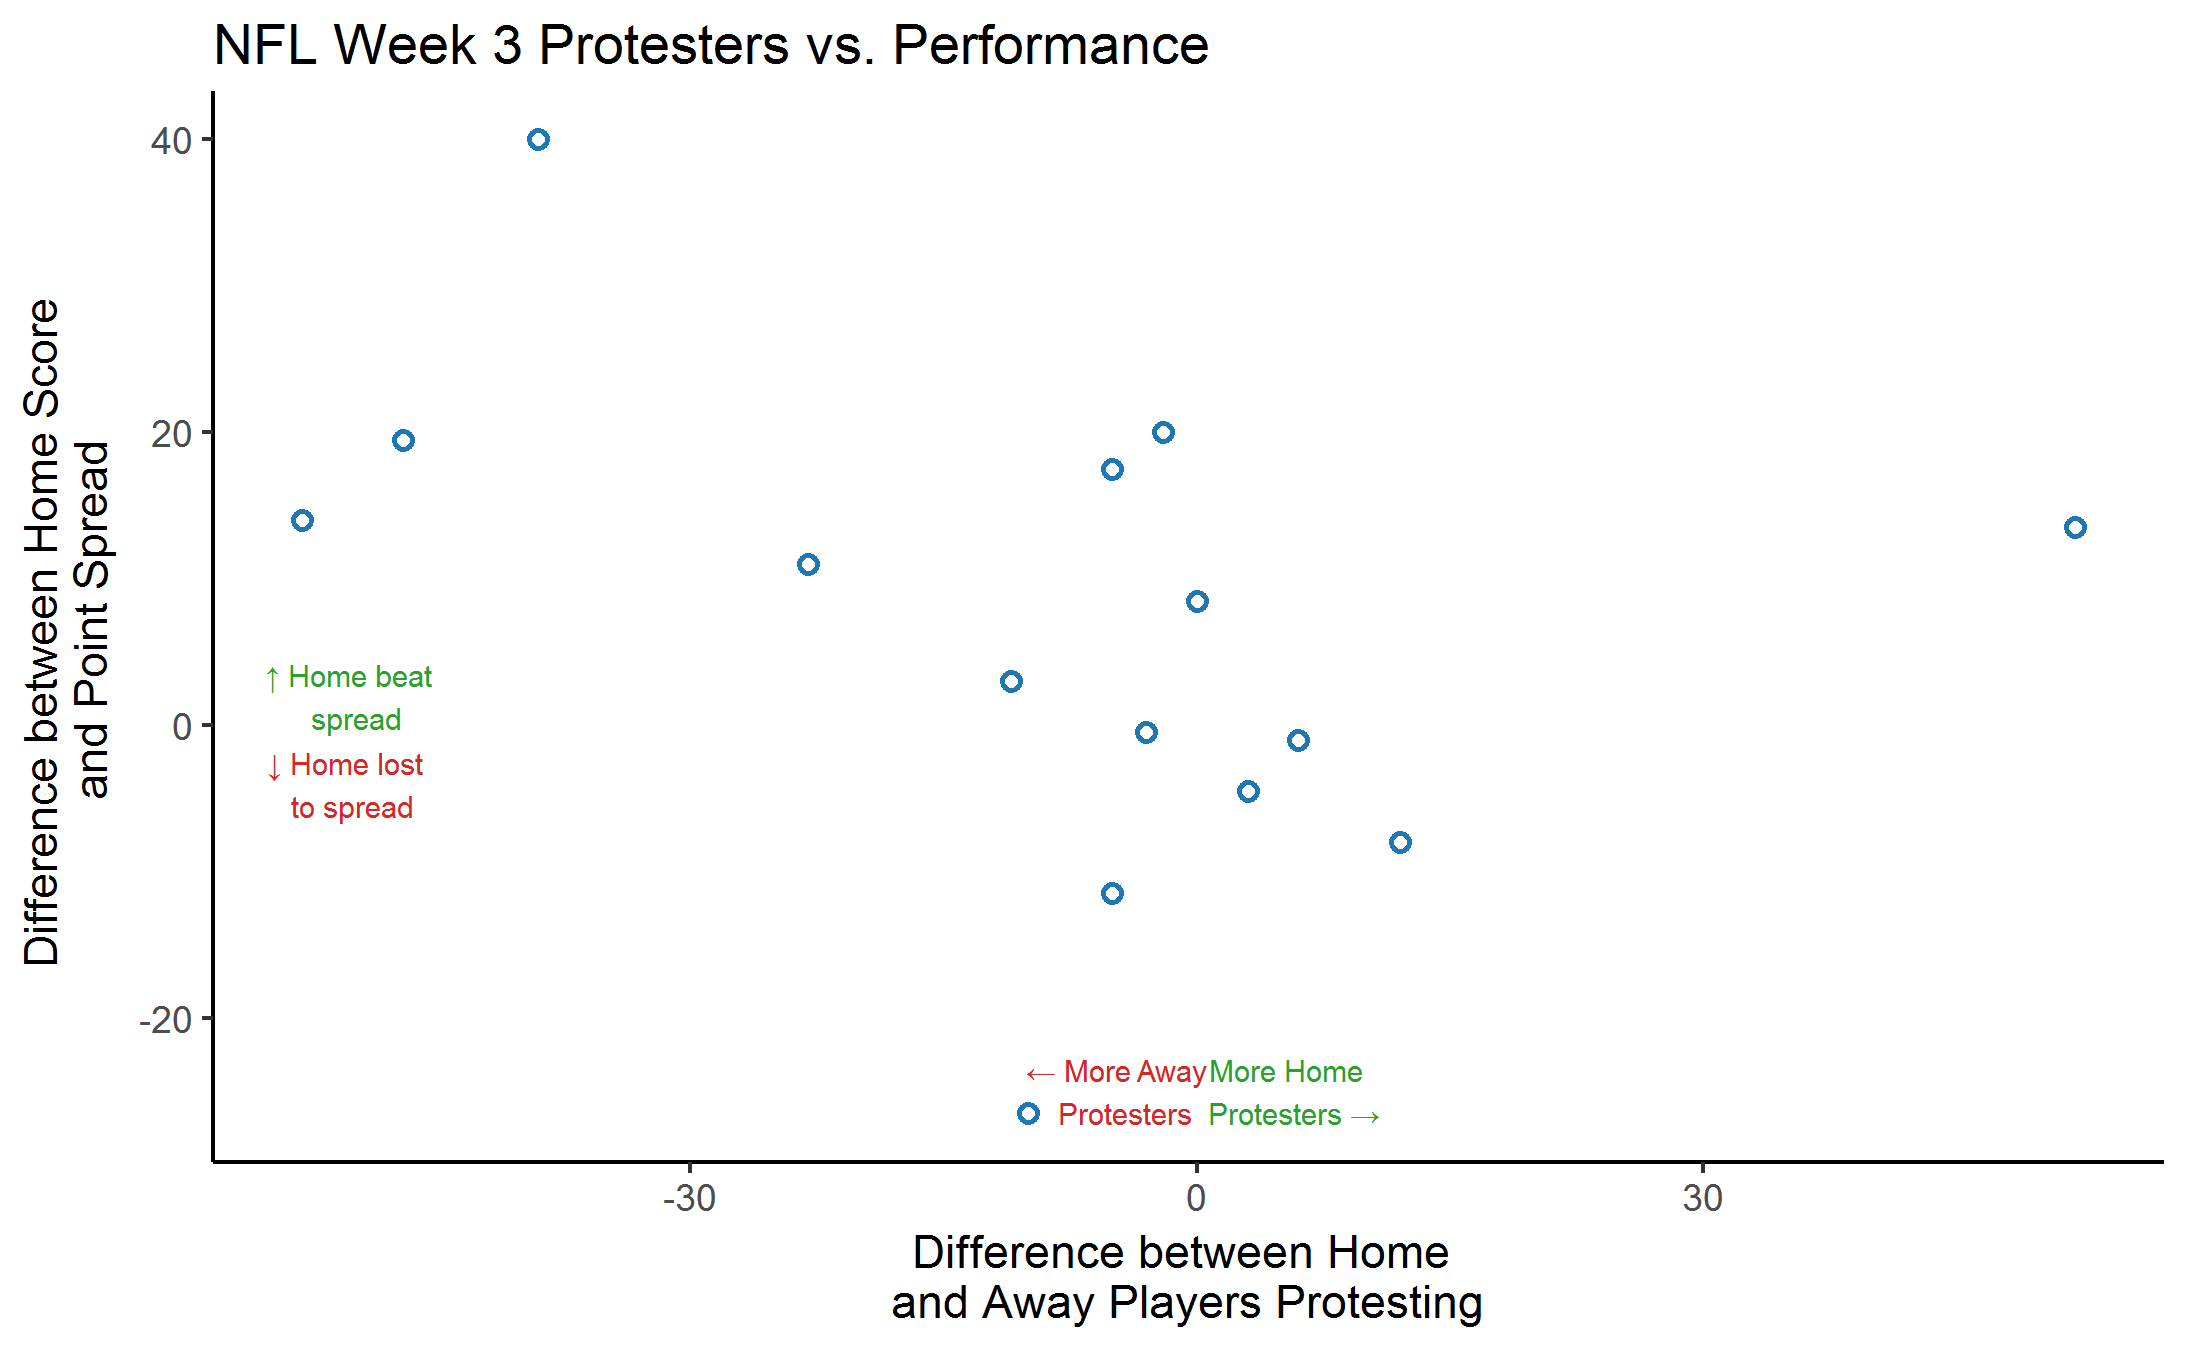 NFL Week 3 Protesters vs. Performance
Difference between Home Score
and Point Spread
40
20
0
-20
↑ Home beat
spread
↓ Home lost
to spread
← More Away
Protesters
More Home
Protesters →
-30
0
30
Difference between Home
and Away Players Protesting